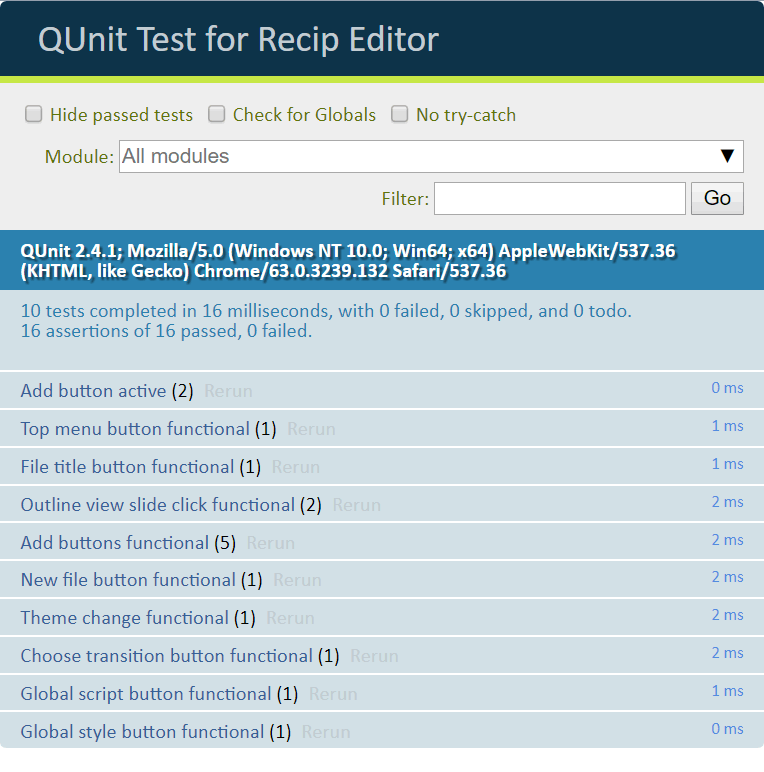 QUnit Test for Recip Editor
Hide passed tests Check for Globals No try-catch
Module: All modules ▼
Filter: Go
QUnit 2.4.1; Mozilla/5.0 (Windows NT 10.0; Win64; x64) AppleWebKit/537.36
(KHTML, like Gecko) Chrome/63.0.3239.132 Safari/537.36
10 tests completed in 16 milliseconds, with 0 failed, 0 skipped, and 0 todo.
16 assertions of 16 passed, 0 failed.
Add button active (2) Rerun 0 ms
Top menu button functional (1) Rerun 1 ms
File title button functional (1) Rerun 1 ms
Outline view slide click functional (2) Rerun 2 ms
Add buttons functional (5) Rerun 2 ms
New file button functional (1) Rerun 2 ms
Theme change functional (1) Rerun 2 ms
Choose transition button functional (1) Rerun 2 ms
Global script button functional (1) Rerun 1 ms
Global style button functional (1) Rerun 0 ms